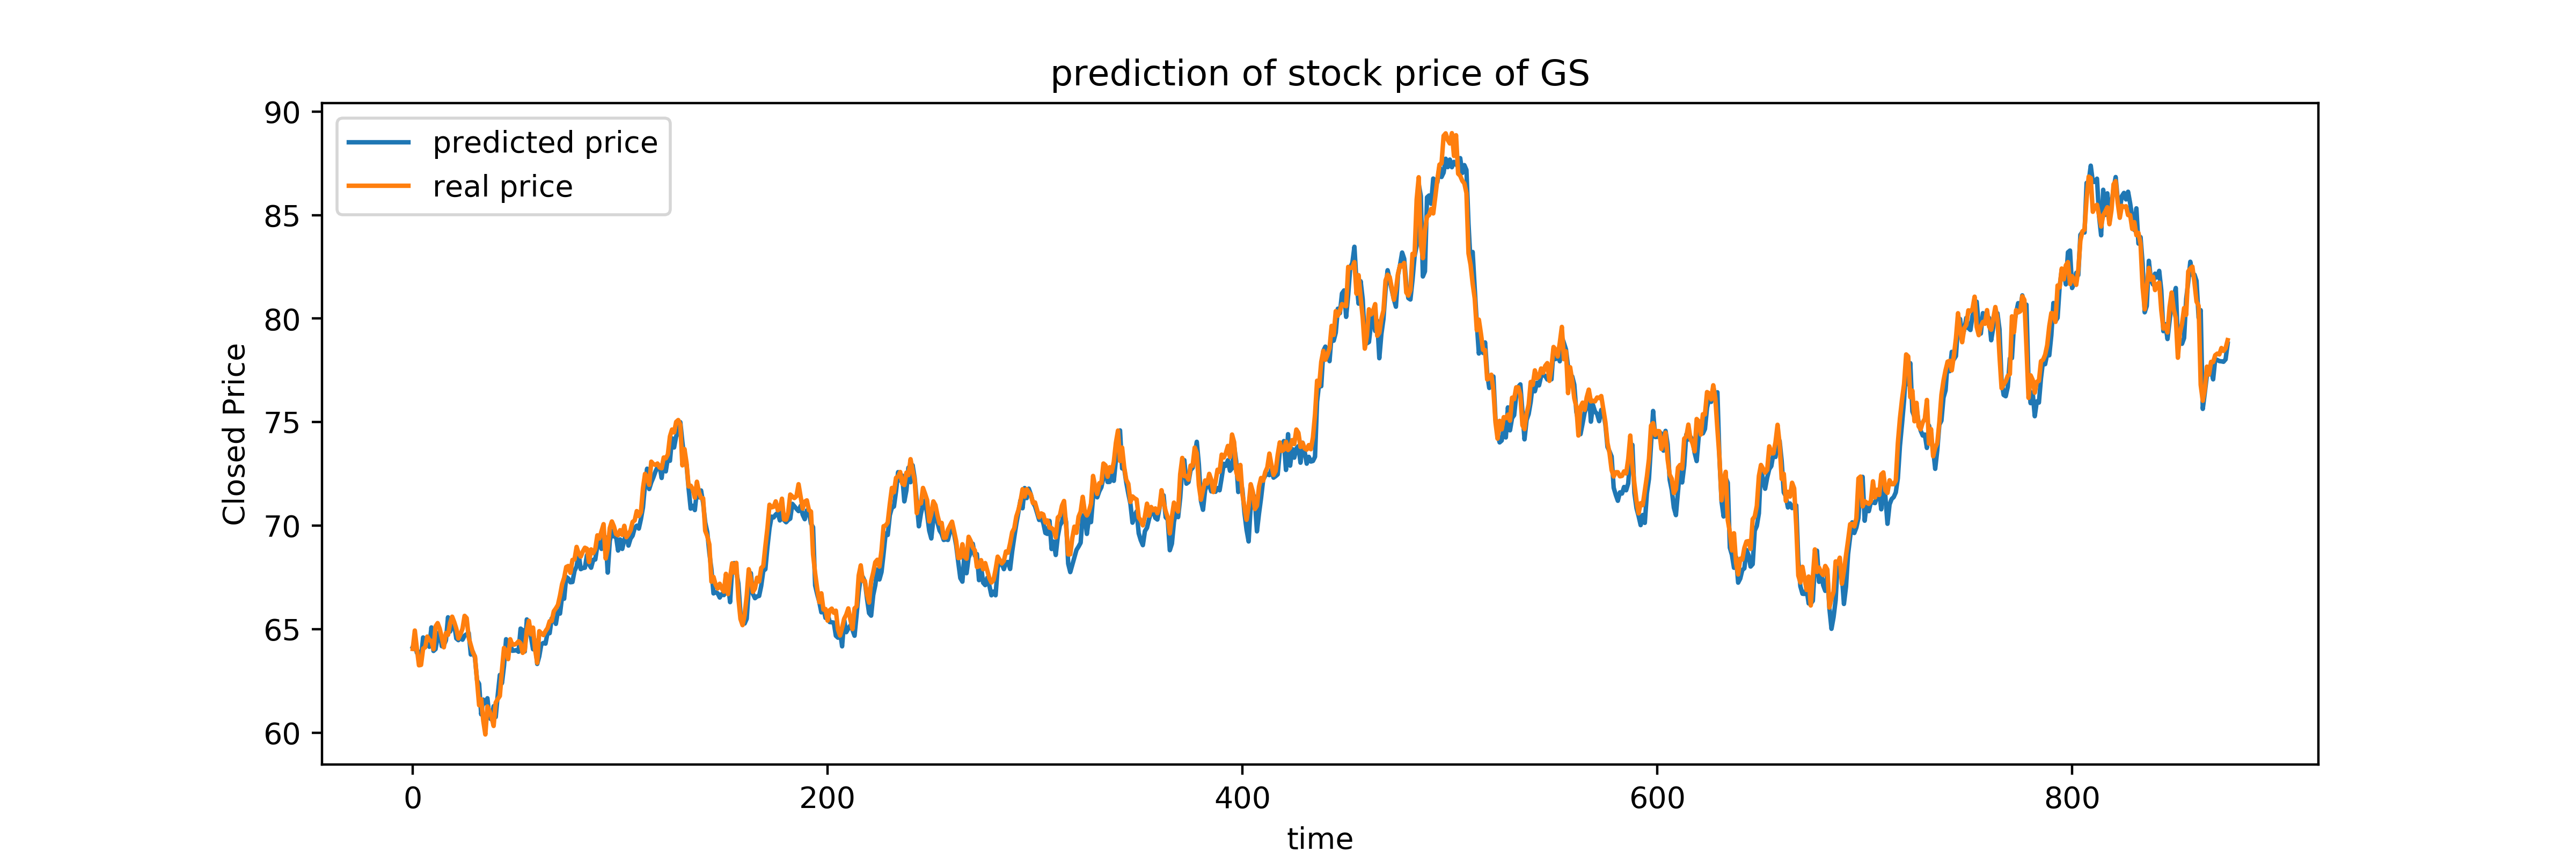 prediction of stock price of GS
predicted price
real price
Closed Price
90
85
80
75
70
65
60
0 200 400 600 800
time